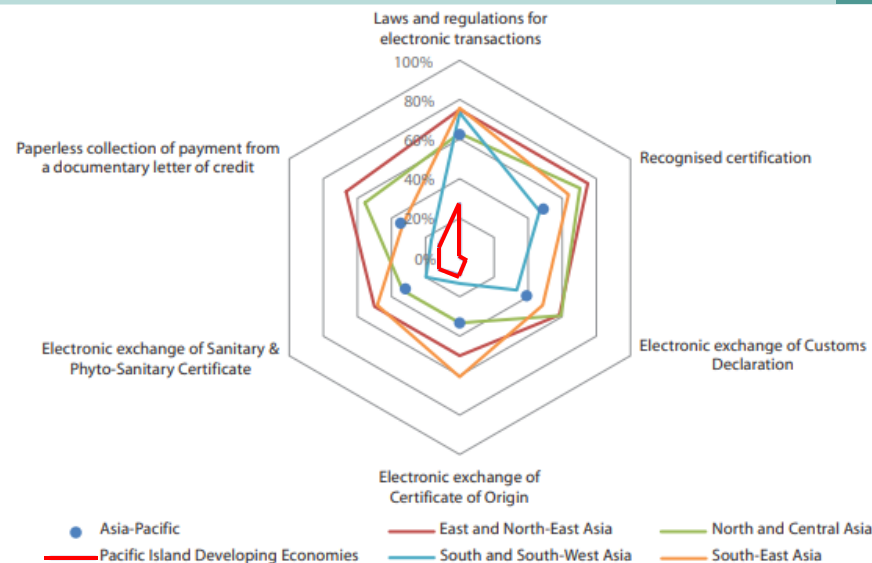 Laws and regulations for
electronic transactions
100%
80%
60%
40%
20%
0%
Paperless collection of payment from
a documentary letter of credit
Recognised certification
Electronic exchange of Sanitary &
Phyto-Sanitary Certificate
Electronic exchange of Customs
Declaration
Electronic exchange of
Certificate of Origin
Asia-Pacific
East and North-East Asia
North and Central Asia
Pacific Island Developing Economies
South and South-West Asia
South-East Asia